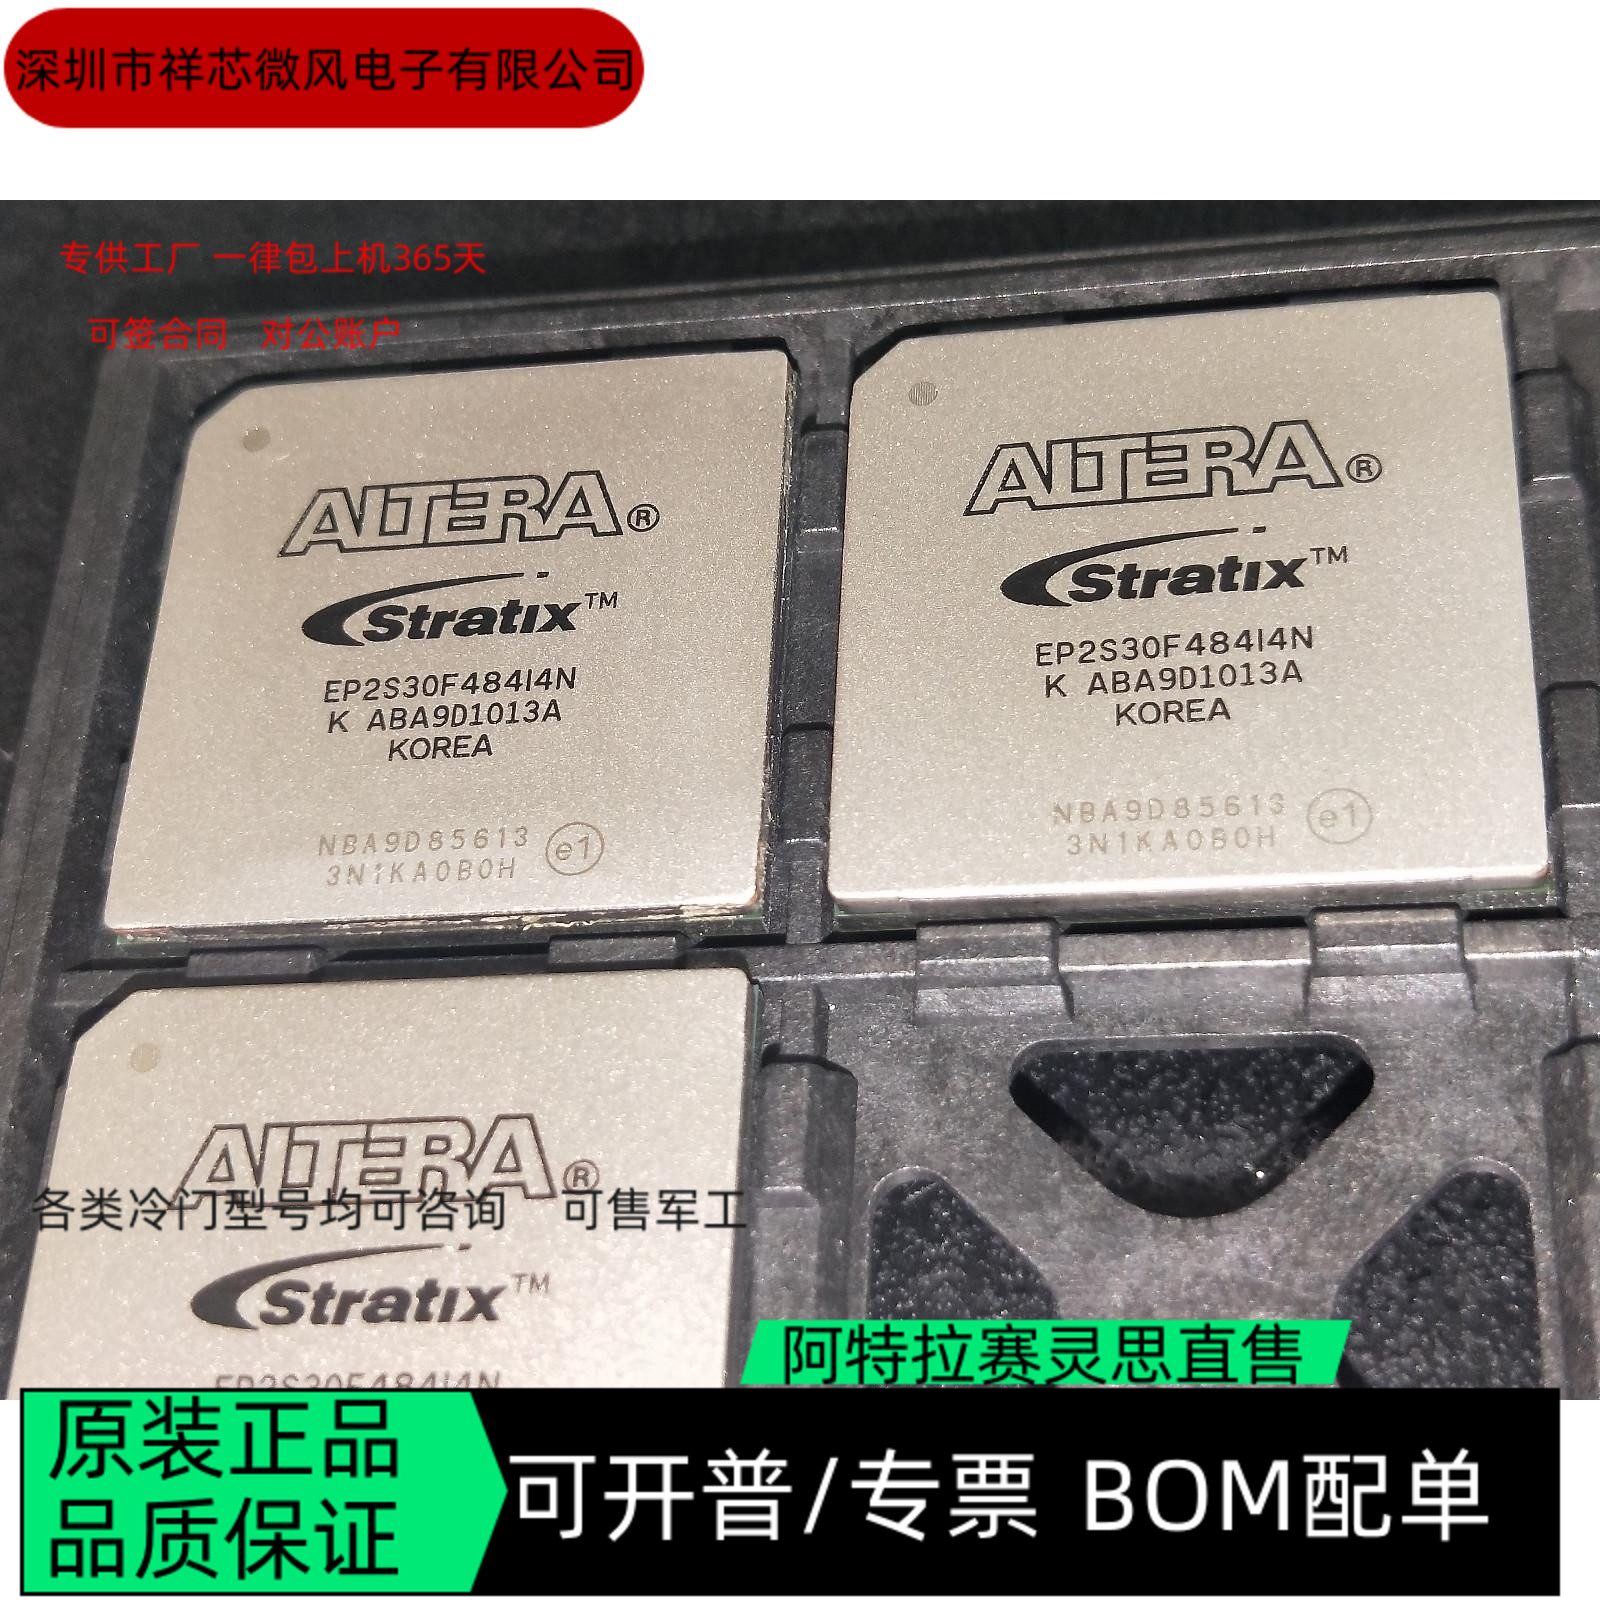 深圳市祥芯微风电子有限公司
专供工厂 一律包上机365天
可签合同 对公账户
ALTERA®
Stratix™
EP2S30F484I4N
K ABA9D1013A
KOREA
NBA9D85613
3N1KA0B0H
e1
ALTERA®
Stratix™
EP2S30F484I4N
K ABA9D1013A
KOREA
NBA9D85613
3N1KA0B0H
e1
ALTERA®
各类冷门型号均可咨询 可售军工
Stratix™
EP2S30F484I4N
阿特拉赛灵思直售
原装正品
品质保证
可开普/专票 BOM配单